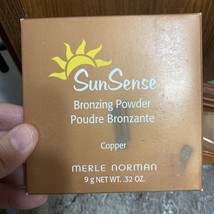 SunSense
Bronzing Powder
Poudre Bronzante
Copper
MERLE NORMAN
9 g NET WT. .32 OZ.